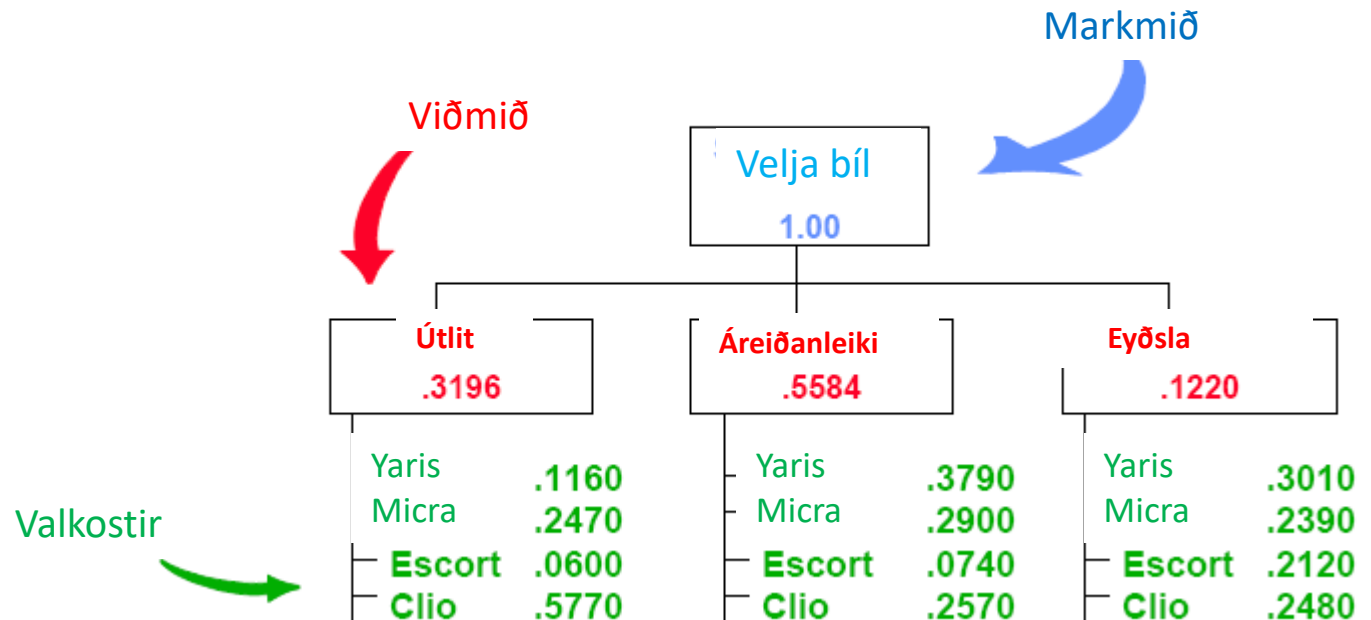 Markmið
Viðmið
Velja bíl
1.00
Útlit
.3196
Áreiðanleiki
.5584
Eyðsla
.1220
Valkostir
Yaris .1160
Micra .2470
Escort .0600
Clio .5770
Yaris .3790
Micra .2900
Escort .0740
Clio .2570
Yaris .3010
Micra .2390
Escort .2120
Clio .2480